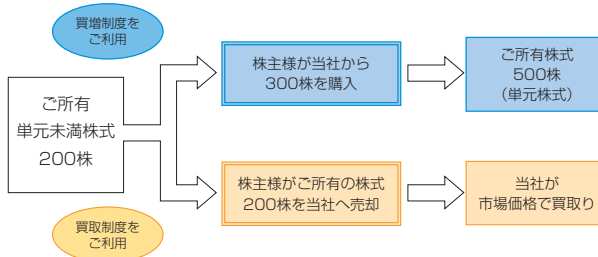 買増制度を
ご利用
ご所有
単元未満株式
200株
株主様が当社から
300株を購入
ご所有株式
500株
（単元株式）
株主様がご所有の株式
200株を当社へ売却
当社が
市場価格で買取り
買取制度を
ご利用